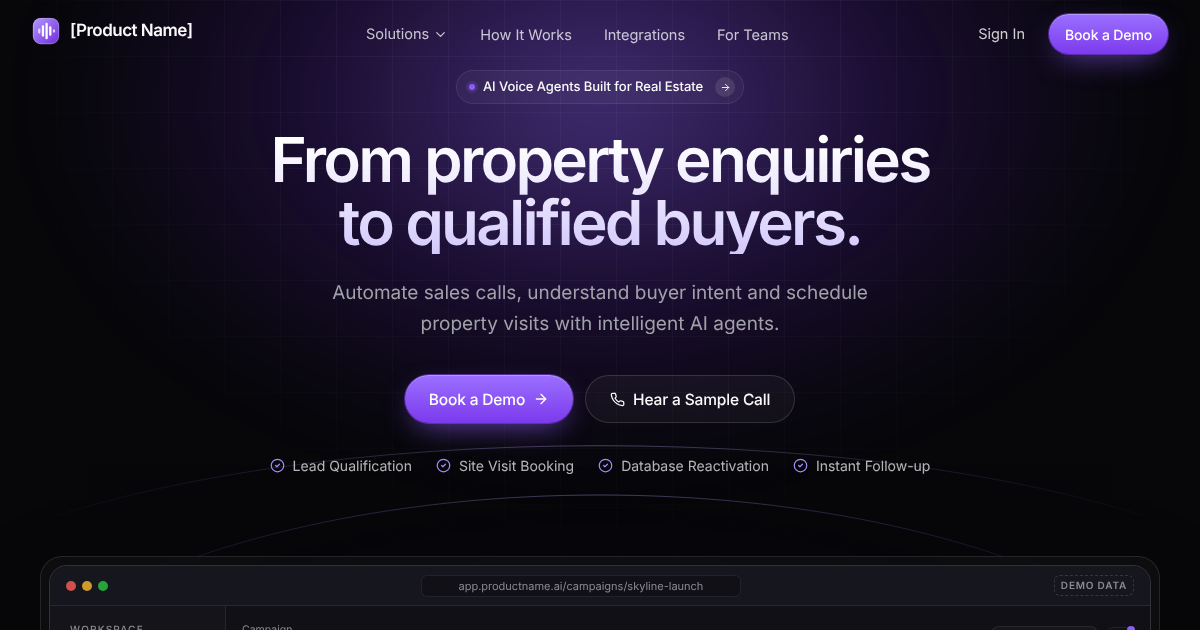 [Product Name]
Solutions
How It Works
Integrations
For Teams
Sign In
Book a Demo
AI Voice Agents Built for Real Estate
From property enquiries
to qualified buyers.
Automate sales calls, understand buyer intent and schedule
property visits with intelligent AI agents.
Book a Demo
Hear a Sample Call
Lead Qualification
Site Visit Booking
Database Reactivation
Instant Follow-up
app.productname.ai/campaigns/skyline-launch
DEMO DATA
WORKSPACE
Campaign